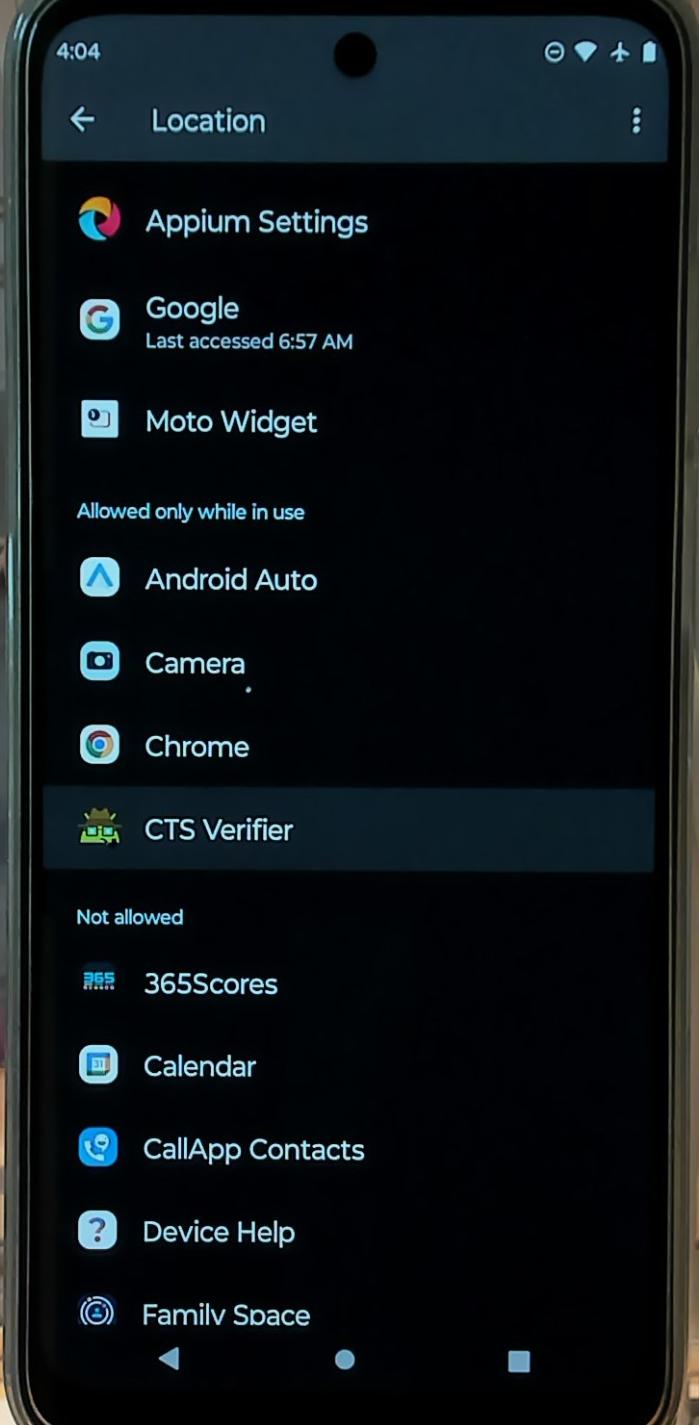 4:04
Location
Appium Settings
Google
Last accessed 6:57 AM
Moto Widget
Allowed only while in use
Android Auto
Camera
Chrome
CTS Verifier
Not allowed
365
365Scores
31
Calendar
CallApp Contacts
?
Device Help
Family Space